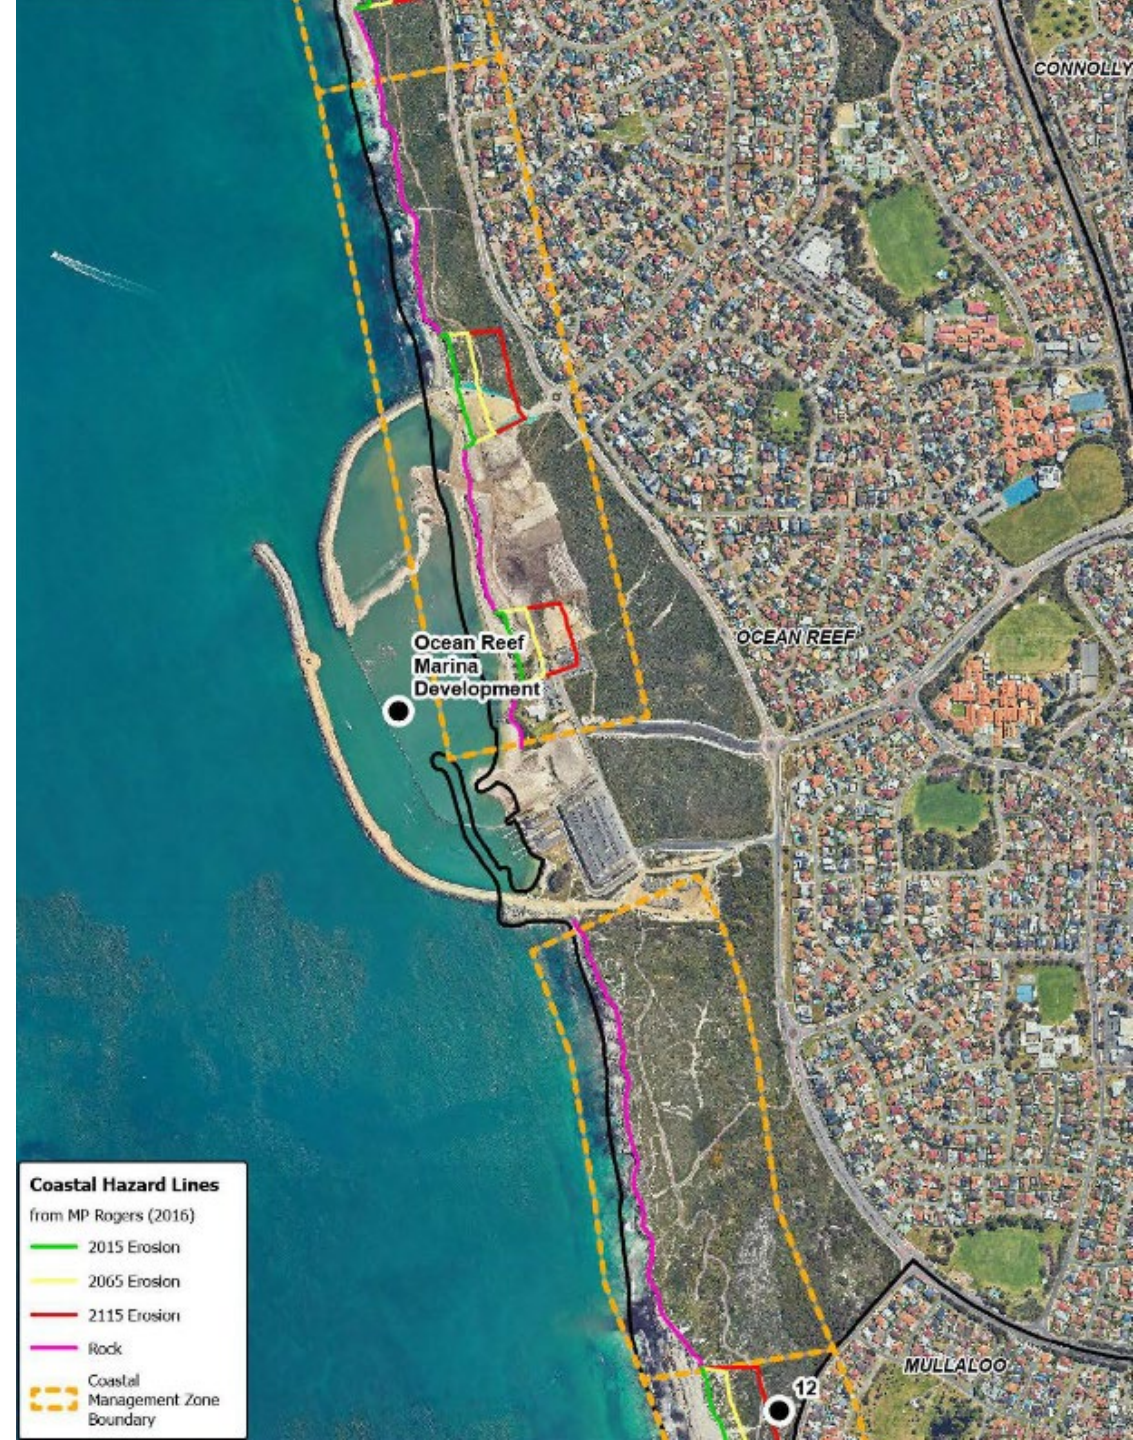 CONNOLLY
Ocean Reef
Marina
Development
OCEAN REEF
Coastal Hazard Lines
from MP Rogers (2016)
2015 Erosion
2065 Erosion
2115 Erosion
Rock
Coastal
Management Zone
Boundary
MULLALOO
12